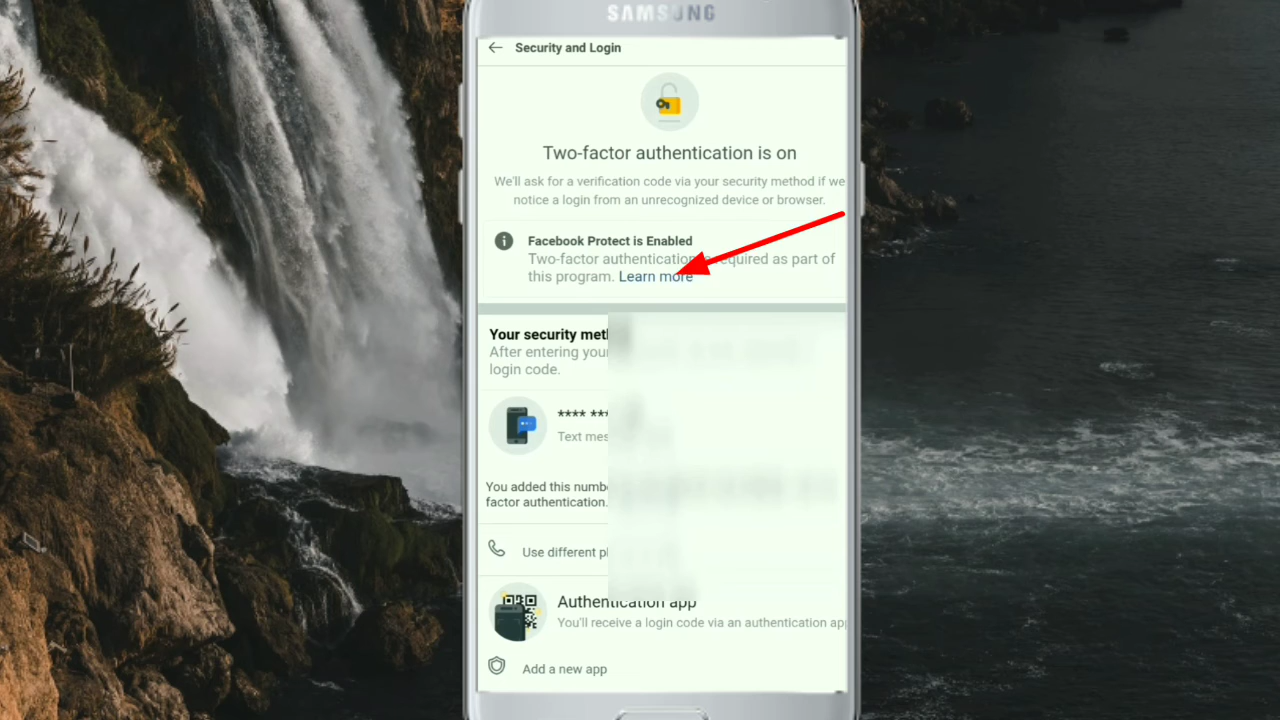 SAMSUNG
Security and Login
Two-factor authentication is on
We'll ask for a verification code via your security method if we
notice a login from an unrecognized device or browser.
Facebook Protect is Enabled
Two-factor authentication required as part of
this program. Learn more
Your security
After entering your
login code.
**** ***
Text
You added this
factor authentication.
Use different
Authentication app
You'll receive a login code via an authentication app
Add a new app